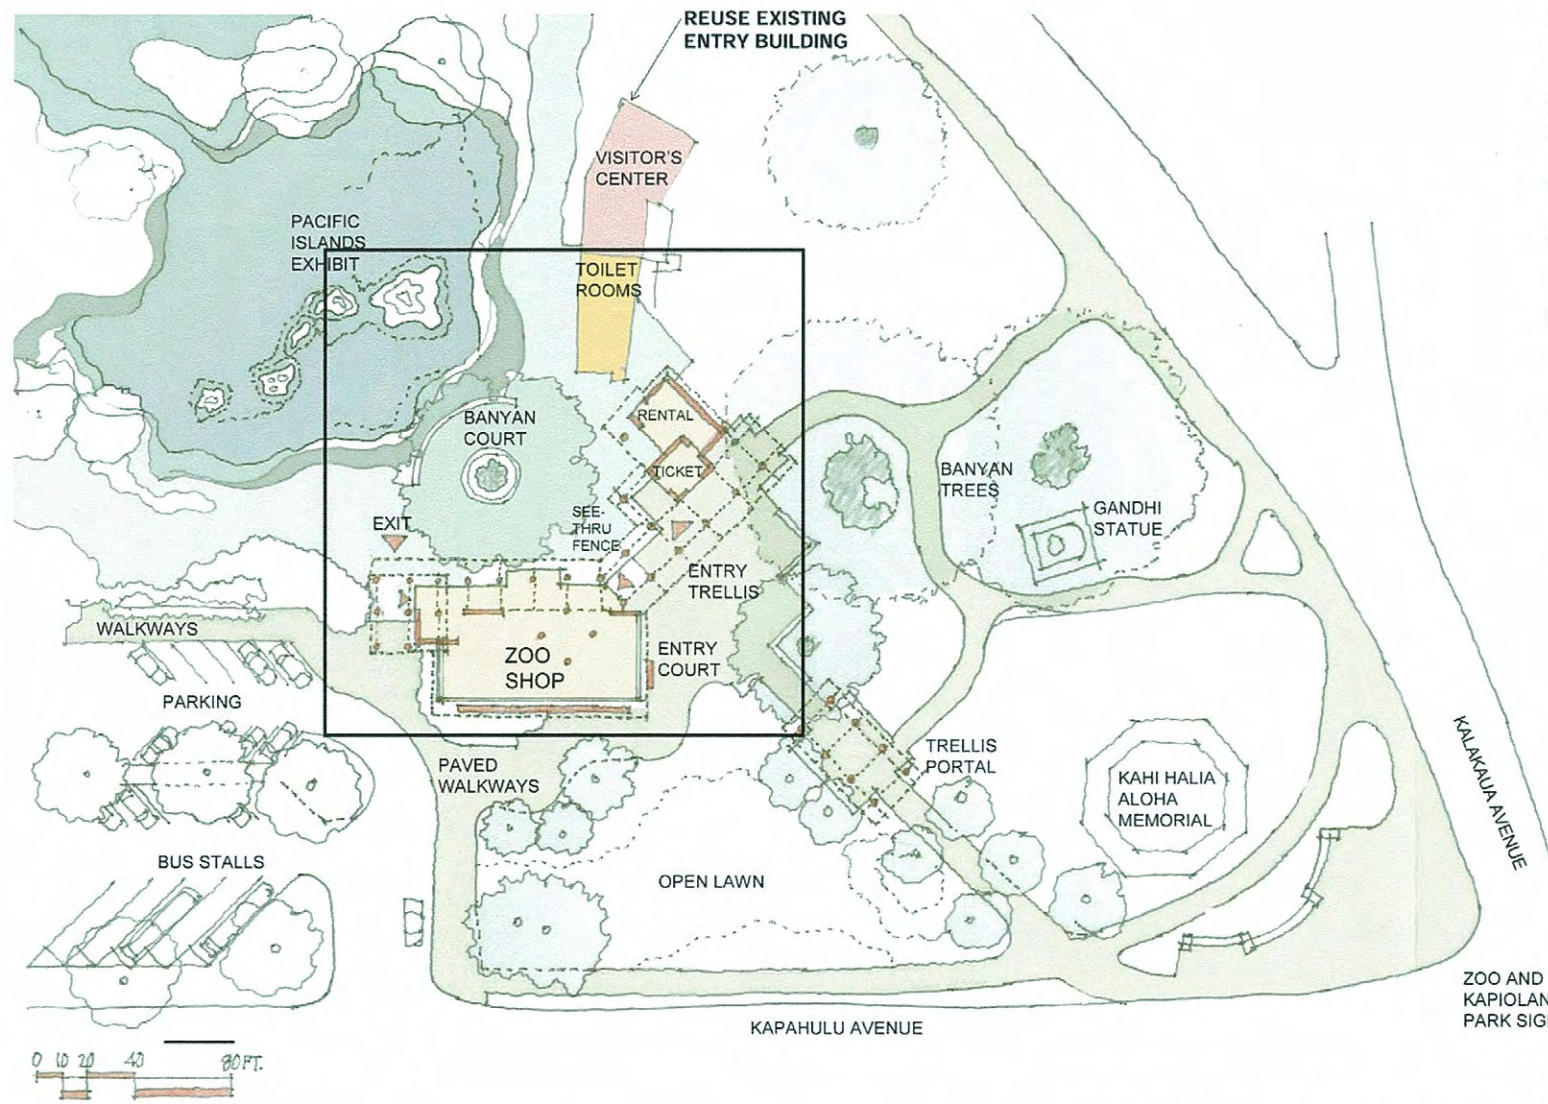 REUSE EXISTING
ENTRY BUILDING
VISITOR'S
CENTER
PACIFIC
ISLANDS
EXHIBIT
TOILET
ROOMS
RENTAL
BANYAN
COURT
TICKET
BANYAN
TREES
GANDHI
STATUE
SEE-
THRU
FENCE
EXIT
ENTRY
TRELLIS
WALKWAYS
ZOO
SHOP
ENTRY
COURT
PARKING
TRELLIS
PORTAL
PAVED
WALKWAYS
KAHI HALIA
ALOHA
MEMORIAL
KALAKAUA AVENUE
BUS STALLS
OPEN LAWN
ZOO AND
KAPIOLAN
PARK SIG
KAPAHULU AVENUE
0 10 20 40 80 FT.